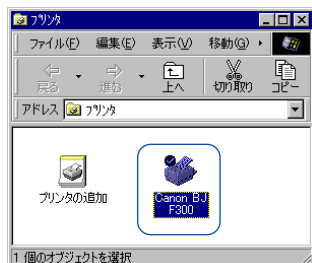 プリンタ
ファイル(F) 編集(E) 表示(V) 移動(G)
戻る 進む 上へ 切り取り コピー
アドレス プリンタ
プリンタの追加
Canon BJ
F300
1 個のオブジェクトを選択